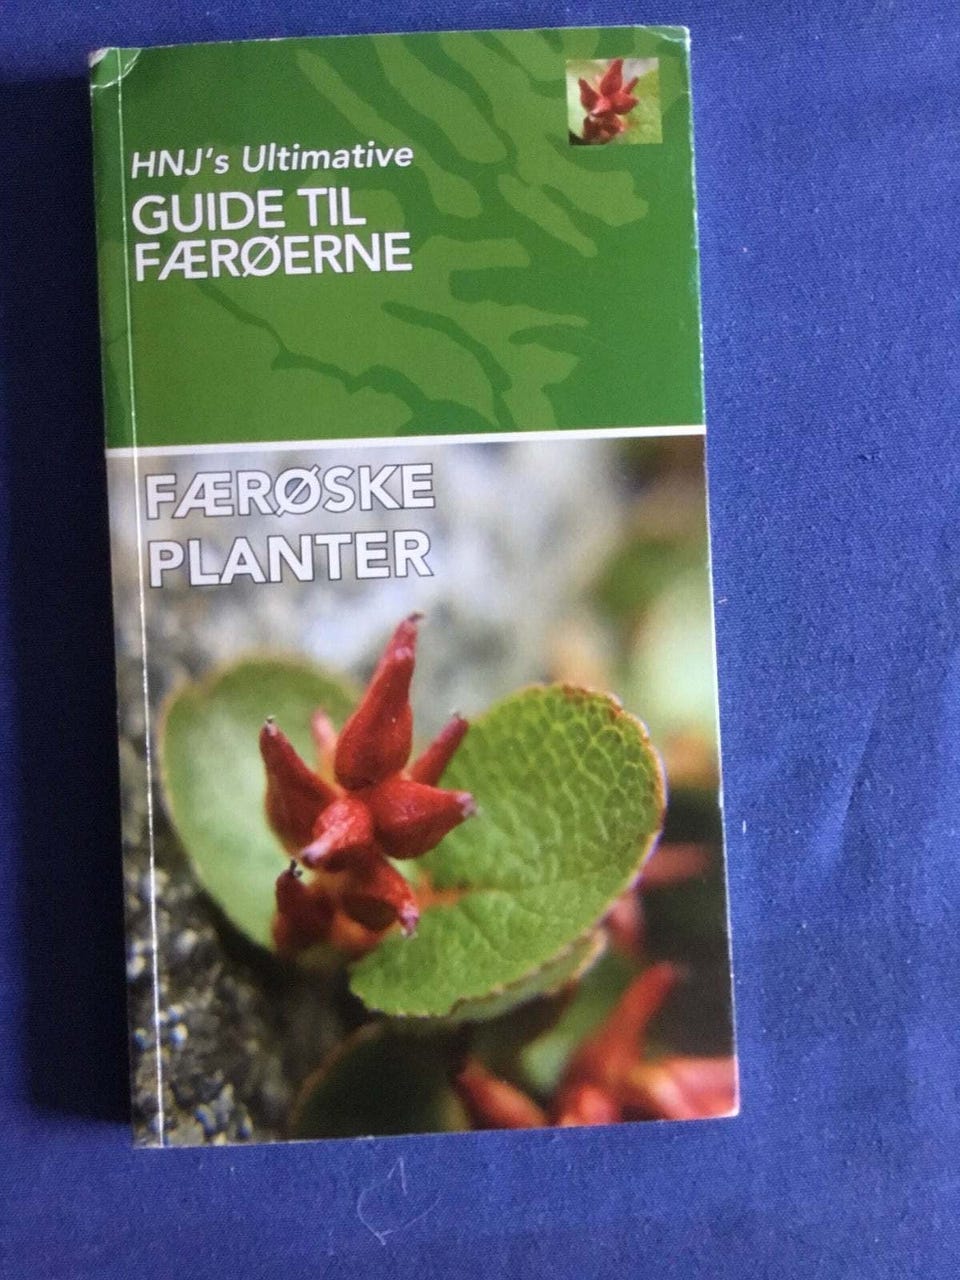 HNJ's Ultimative
GUIDE TIL
FÆRØERNE
FÆRØSKE
PLANTER